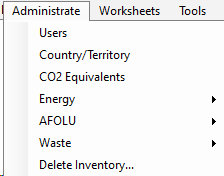 Administrate Worksheets Tools
Users
Country/Territory
CO2 Equivalents
Energy
AFOLU
Waste
Delete Inventory...